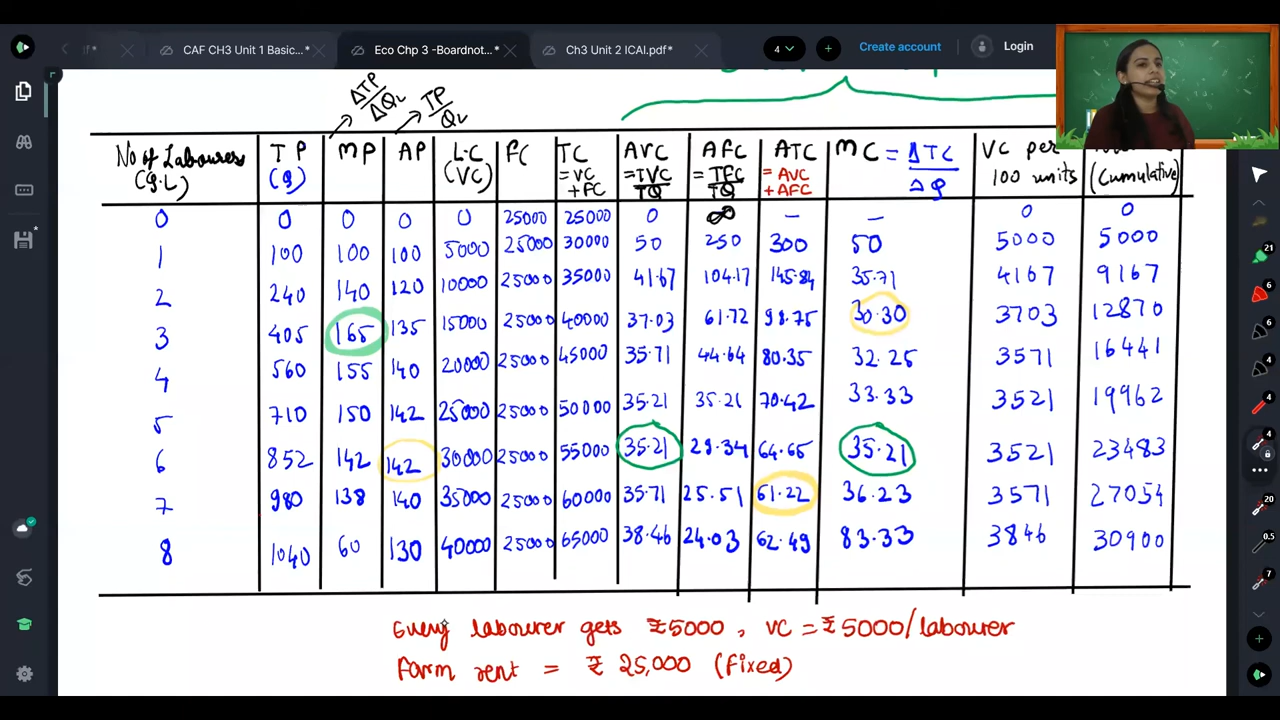 CAF CH3 Unit 1 Basic...*
Eco Chp 3 -Boardnot...*
Ch3 Unit 2 ICAI.pdf*
4
Create account
Login
ΔTP/ΔQL
TP/QL
No of Labourers (Q.L) TP (Q) MP AP L.C (VC) FC TC = VC + FC AVC = TVC/TQ AFC = TFC/TQ ATC = AVC + AFC MC = ΔTC/ΔQ VC per 100 units (Cumulative)
0 0 0 0 0 25000 25000 0 ∞ – – 0 0
1 100 100 100 5000 25000 30000 50 250 300 50 5000 5000
2 240 140 120 10000 25000 35000 41.67 104.17 145.84 35.71 4167 9167
3 405 165 135 15000 25000 40000 37.03 61.72 98.75 30.30 3703 12870
4 560 155 140 20000 25000 45000 35.71 44.64 80.35 32.25 3571 16441
5 710 150 142 25000 25000 50000 35.21 35.21 70.42 33.33 3521 19962
6 852 142 142 30000 25000 55000 35.21 29.34 64.65 35.21 3521 23483
7 980 138 140 35000 25000 60000 35.71 25.51 61.22 36.23 3571 27054
8 1040 60 130 40000 25000 65000 38.46 24.03 62.49 83.33 3846 30900
Every labourer gets ₹5000, VC = ₹5000/labourer
Farm rent = ₹ 25,000 (fixed)
21
6
6
4
4
20
0.5
7